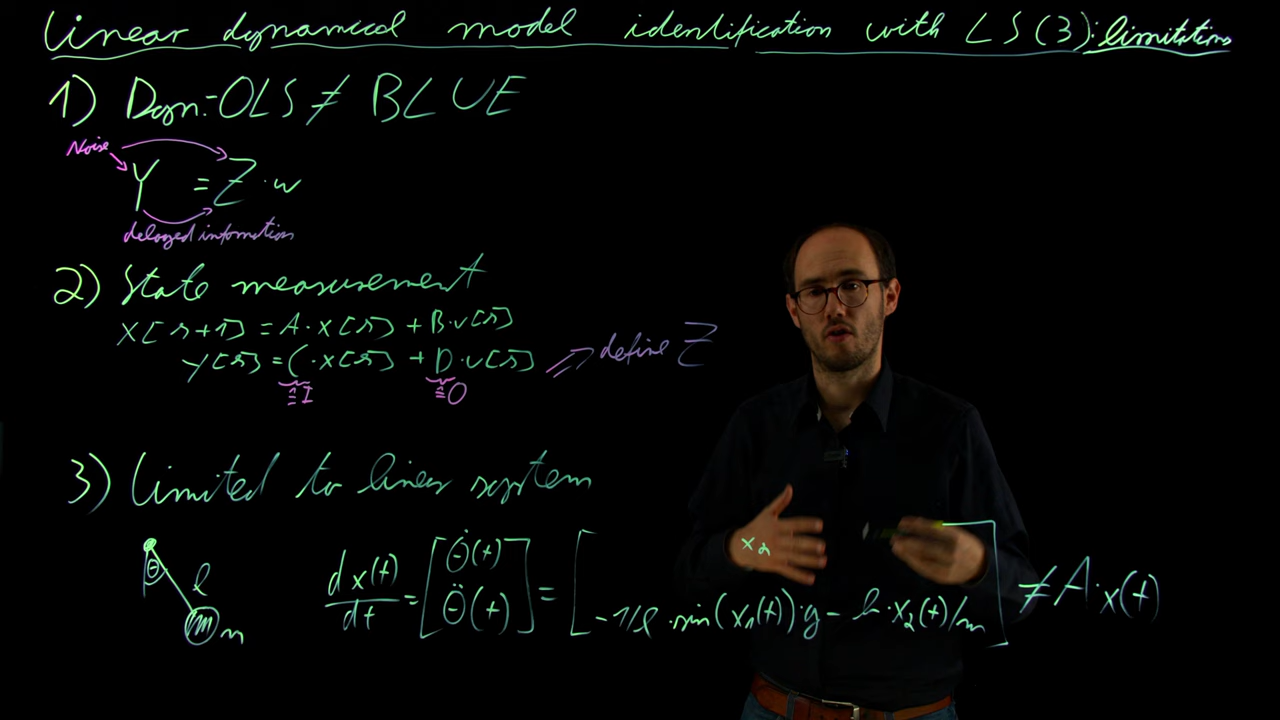 linear dynamical model identification with LS(3): limitations
1) Dyn.-OLS ≠ BLUE
Noise
Y = Z · w
delayed information
2) State measurement
x[k+1] = A·x[k] + B·u[k]
y[k] = C·x[k] + D·u[k] ⇒ define Z
≙I ≙0
3) limited to linear system
Θ l m
dx(t)/dt = [Θ̇(t) Θ̈(t)] = [x₂
-1/l · sin(x₁(t))·g - h·x₂(t)/m] ≠ A·x(t)